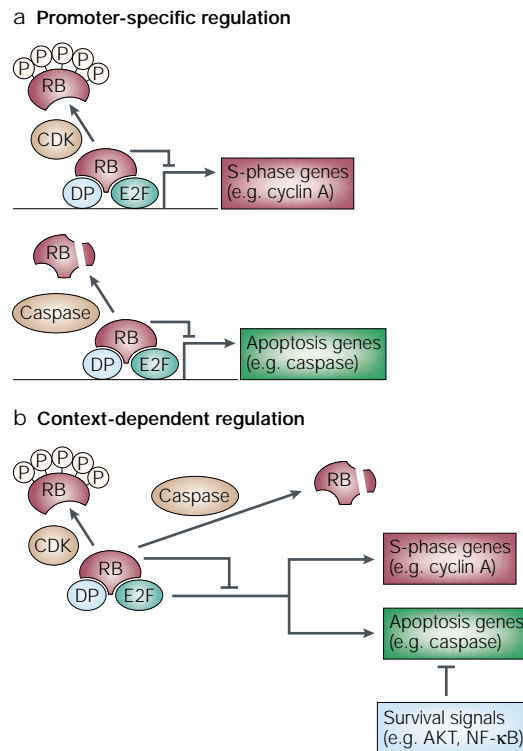 a Promoter-specific regulation
P P P P P
RB
CDK
RB
DP E2F
S-phase genes
(e.g. cyclin A)
RB
Caspase
RB
DP E2F
Apoptosis genes
(e.g. caspase)
b Context-dependent regulation
P P P P P
RB
Caspase
RB
CDK
RB
DP E2F
S-phase genes
(e.g. cyclin A)
Apoptosis genes
(e.g. caspase)
Survival signals
(e.g. AKT, NF-κB)